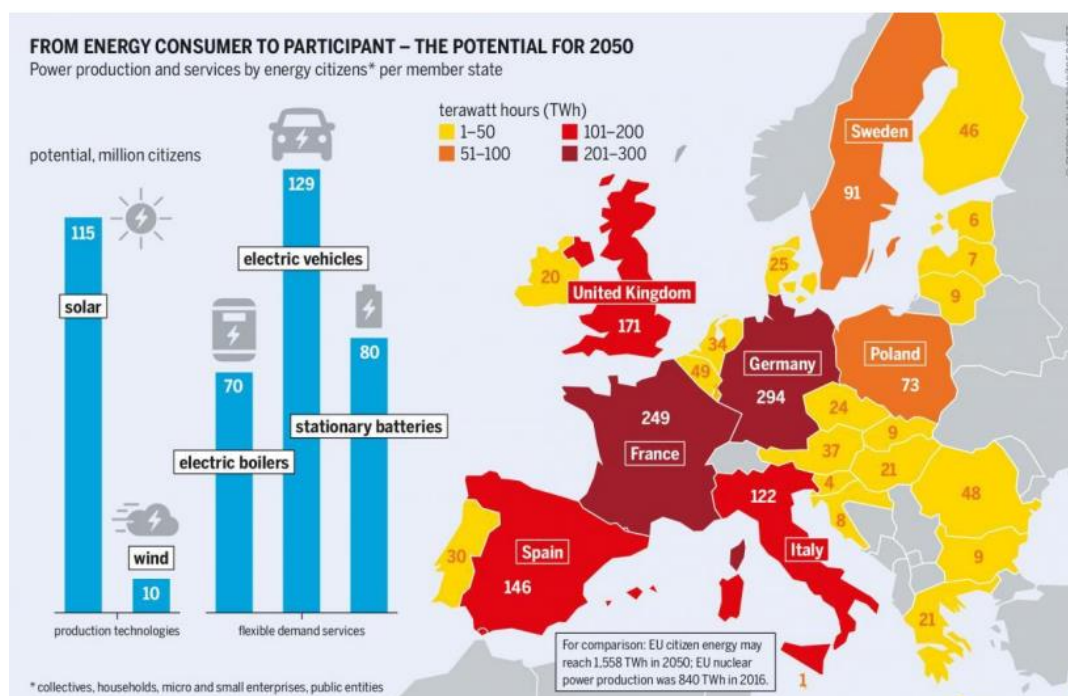 FROM ENERGY CONSUMER TO PARTICIPANT – THE POTENTIAL FOR 2050
Power production and services by energy citizens* per member state
potential, million citizens
115
solar
wind
10
production technologies
70
electric boilers
129
electric vehicles
80
stationary batteries
flexible demand services
terawatt hours (TWh)
1–50
51–100
101–200
201–300
Sweden
91
46
6
7
9
25
20
United Kingdom
171
34
49
Germany
294
Poland
73
249
France
24
9
37
21
4
8
48
9
122
Italy
30
Spain
146
21
1
For comparison: EU citizen energy may
reach 1,558 TWh in 2050; EU nuclear
power production was 840 TWh in 2016.
* collectives, households, micro and small enterprises, public entities